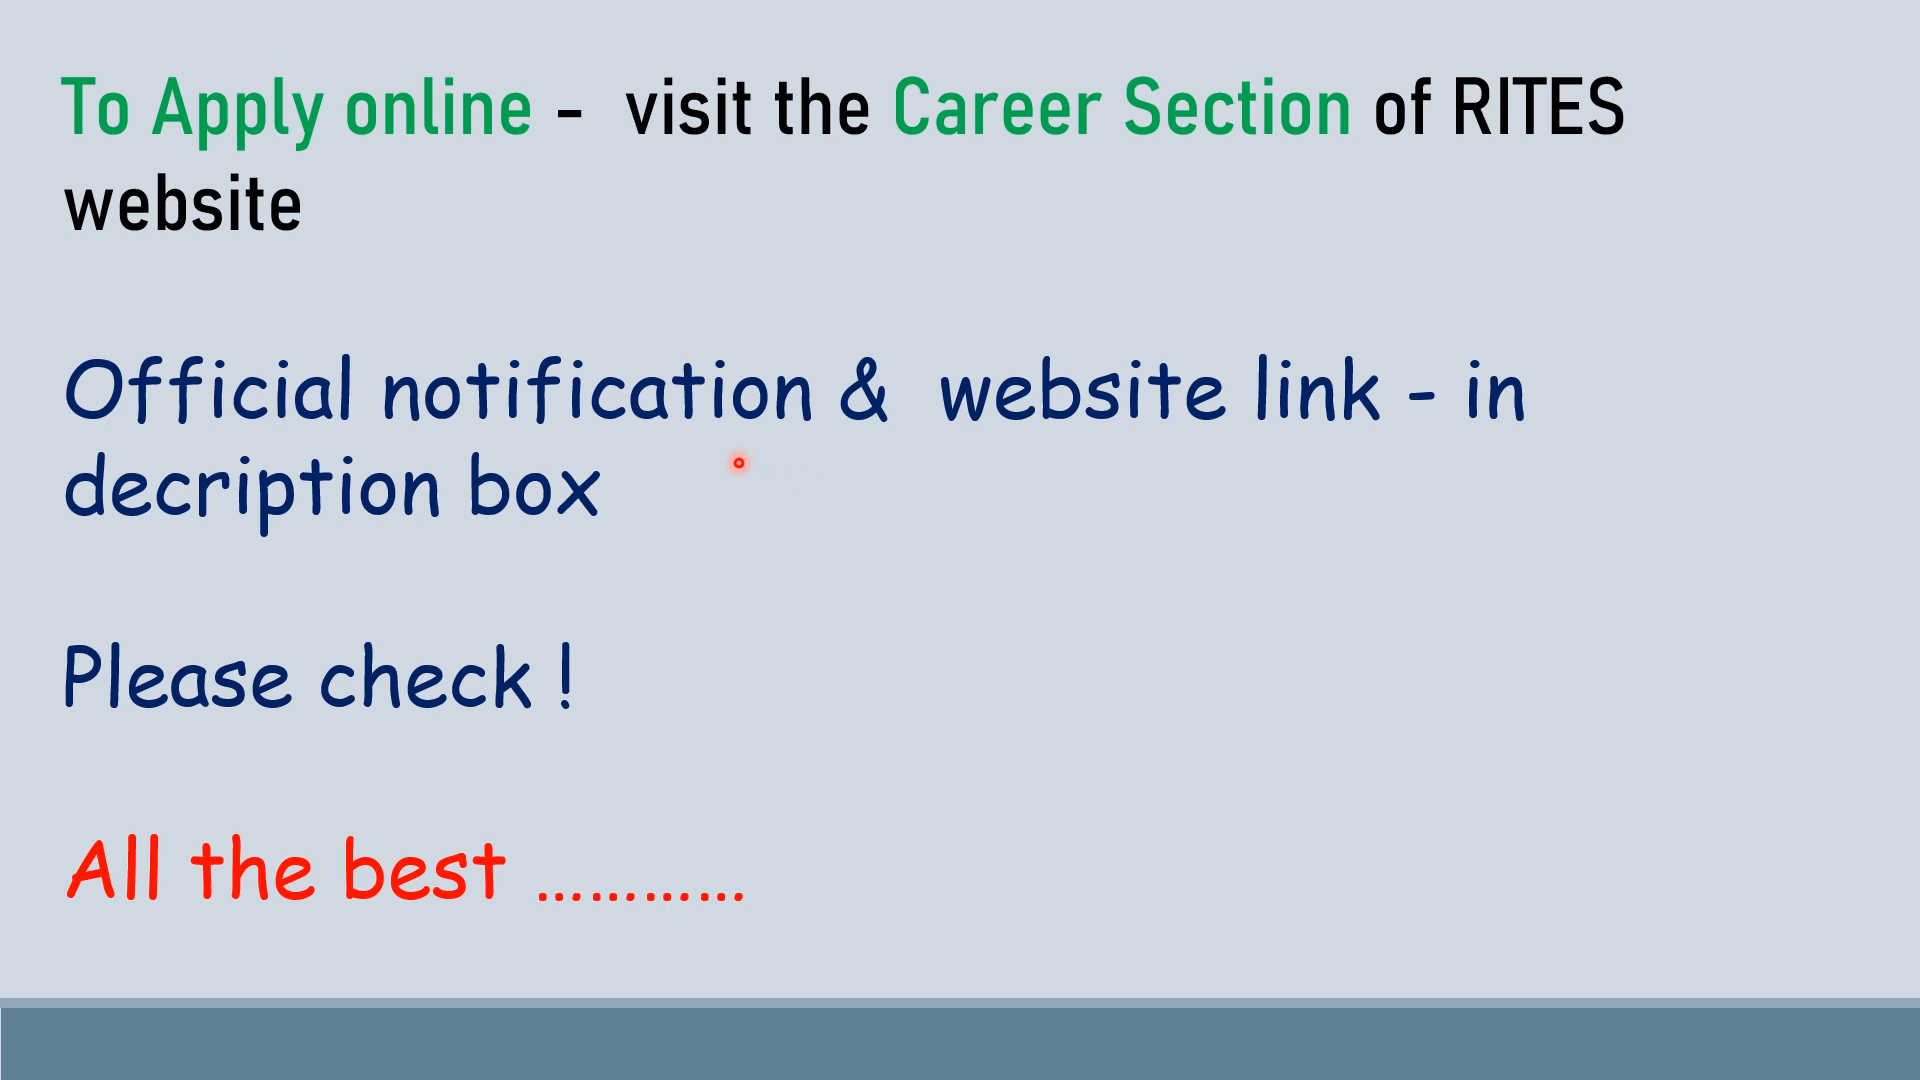 To Apply online -  visit the Career Section of RITES
website
Official notification &  website link - in
decription box
Please check !
All the best …………